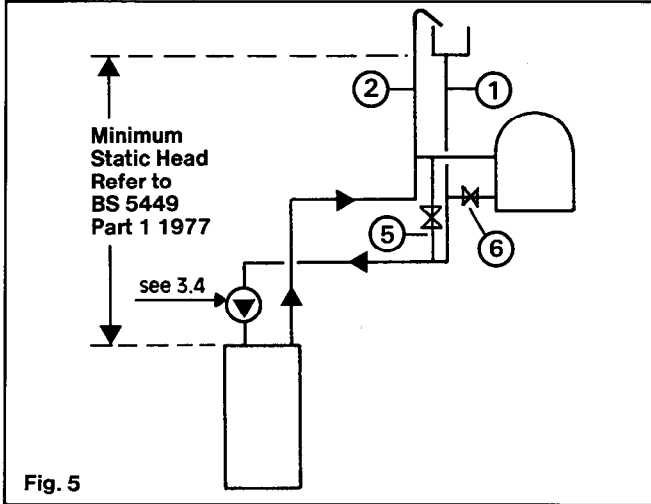 2
1
Minimum
Static Head
Refer to
BS 5449
Part 1 1977
5
6
see 3.4
Fig. 5